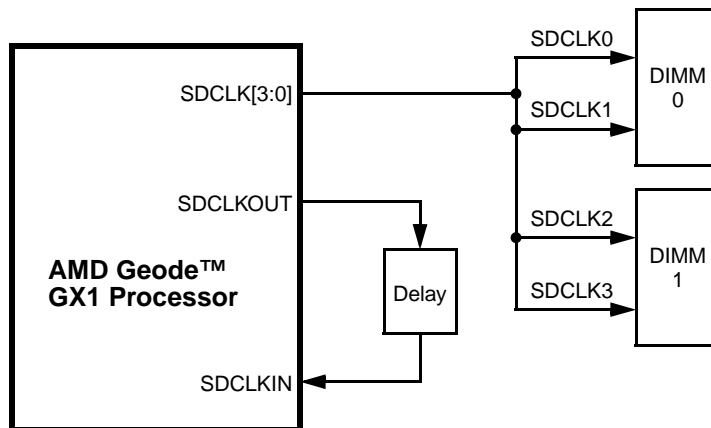 SDCLK[3:0]
SDCLKOUT
AMD Geode™
GX1 Processor
SDCLKIN
Delay
SDCLK0
SDCLK1
DIMM
0
SDCLK2
SDCLK3
DIMM
1